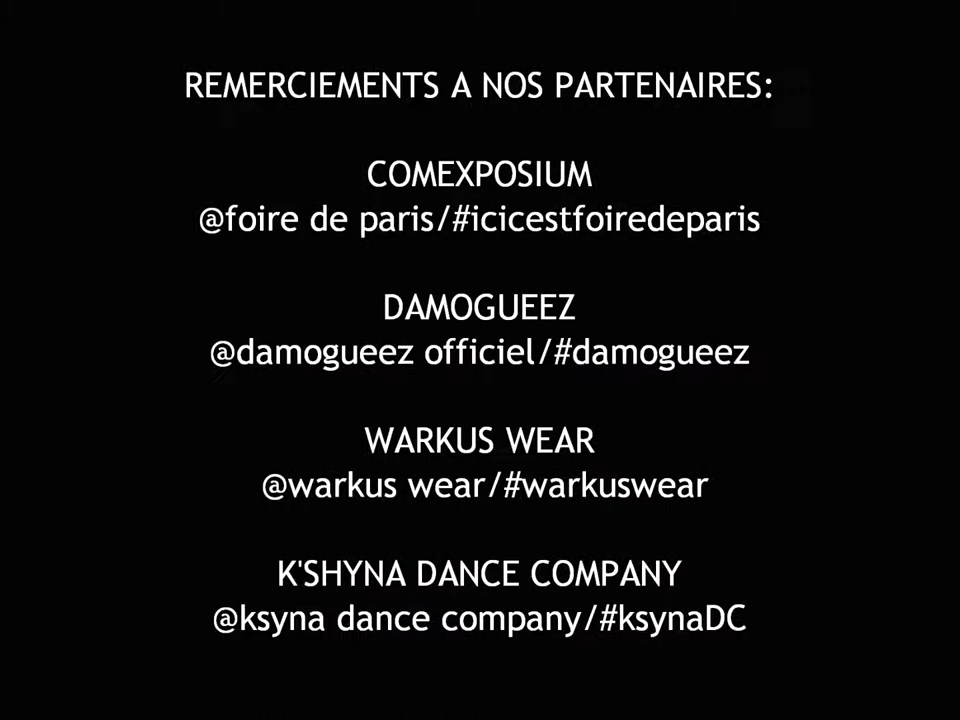 REMERCIEMENTS A NOS PARTENAIRES:
COMEXPOSIUM
@foire de paris/#icicestfoiredeparis
DAMOGUEEZ
@damogueez officiel/#damogueez
WARKUS WEAR
@warkus wear/#warkuswear
K'SHYNA DANCE COMPANY
@ksyna dance company/#ksynaDC